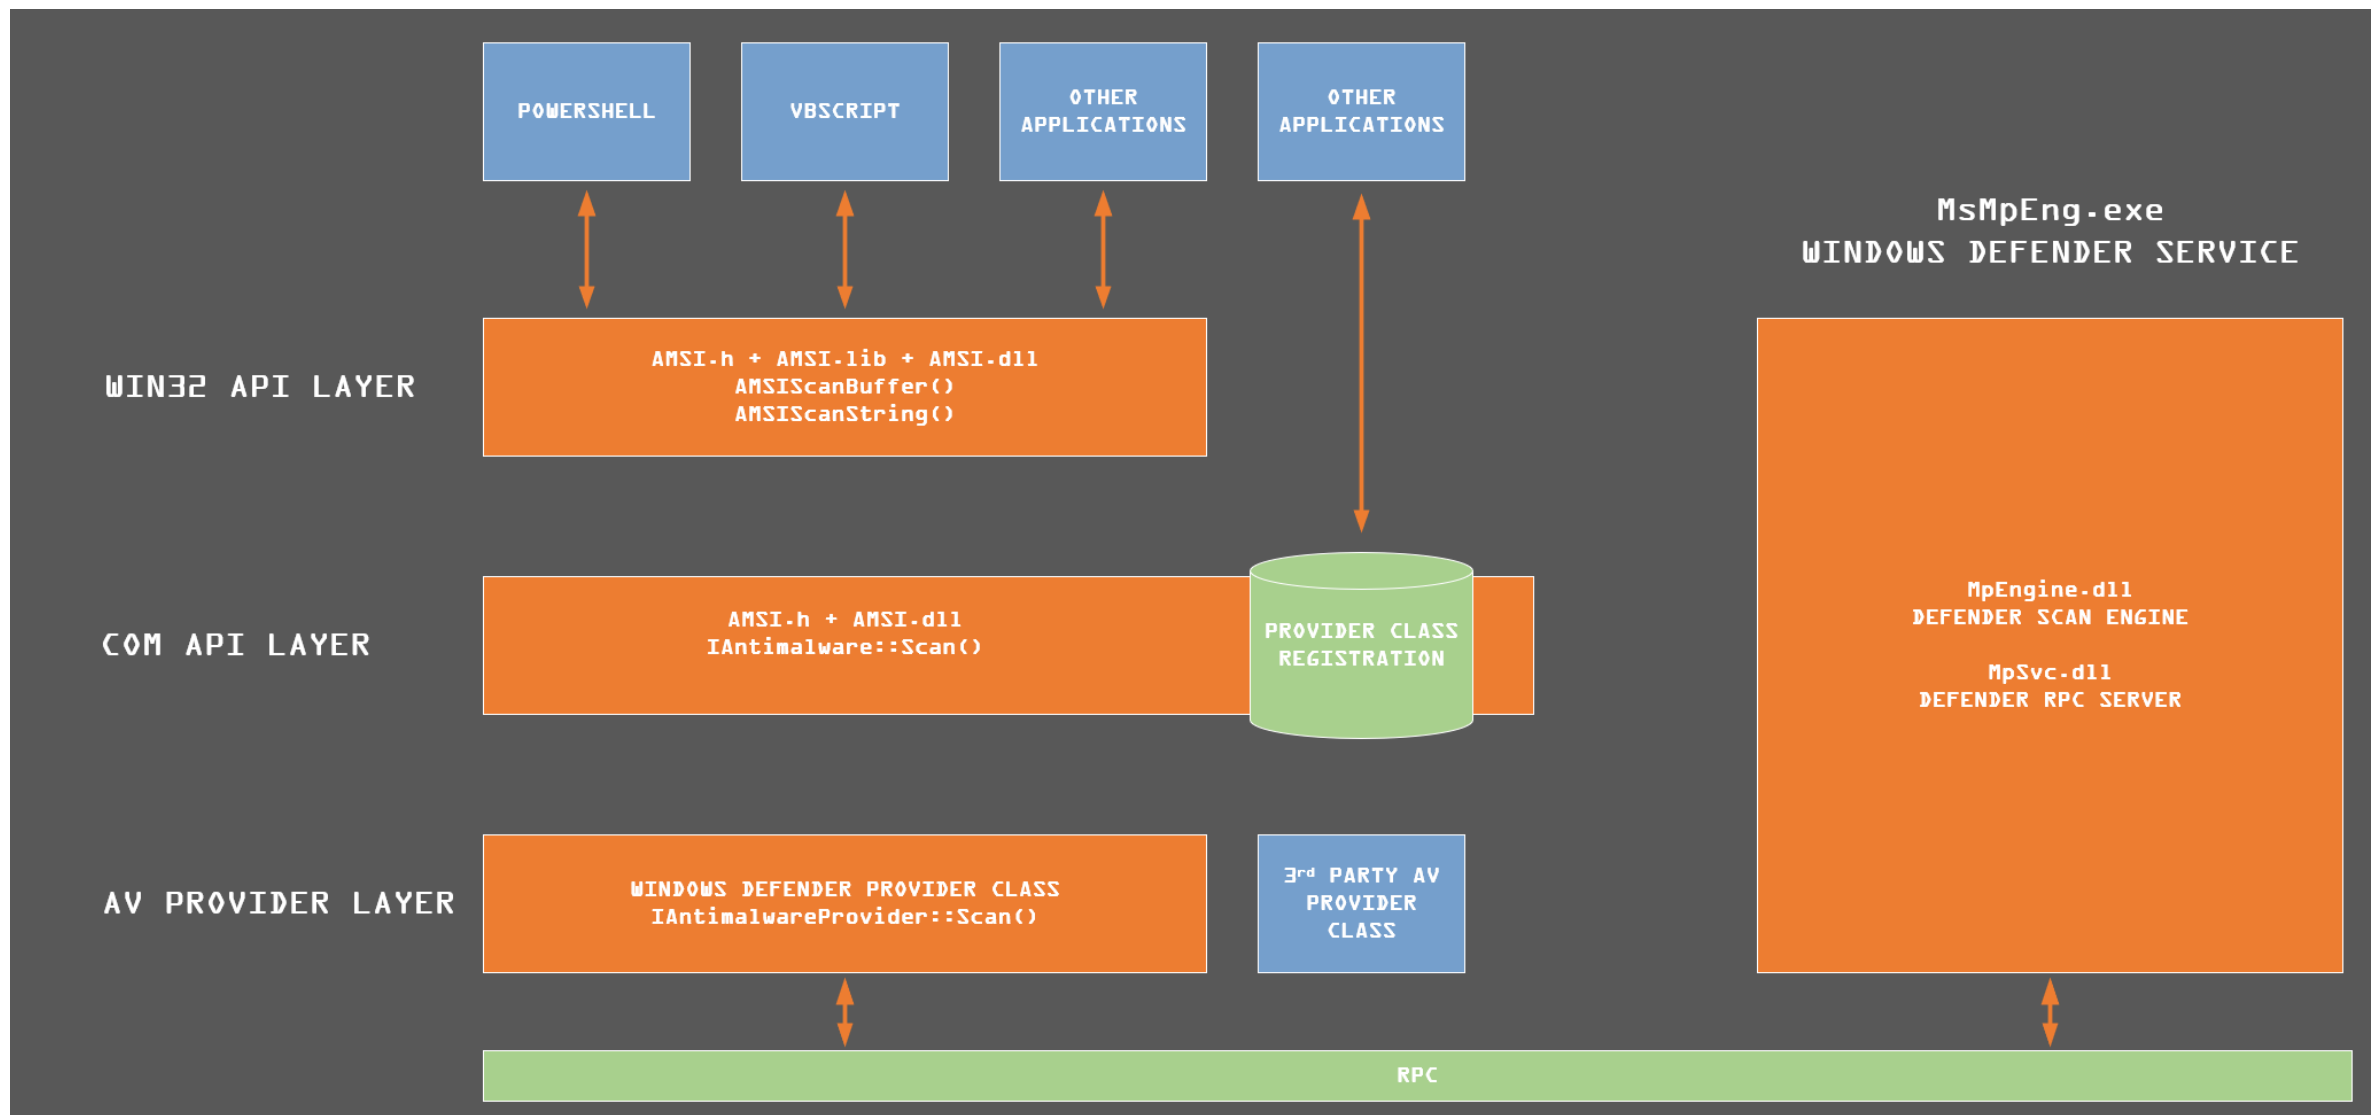 POWERSHELL
VBSCRIPT
OTHER
APPLICATIONS
OTHER
APPLICATIONS
MsMpEng.exe
WINDOWS DEFENDER SERVICE
WIN32 API LAYER
AMSI.h + AMSI.lib + AMSI.dll
AMSIScanBuffer()
AMSIScanString()
COM API LAYER
AMSI.h + AMSI.dll
IAntimalware::Scan()
PROVIDER CLASS
REGISTRATION
MpEngine.dll
DEFENDER SCAN ENGINE
MpSvc.dll
DEFENDER RPC SERVER
AV PROVIDER LAYER
WINDOWS DEFENDER PROVIDER CLASS
IAntimalwareProvider::Scan()
3rd PARTY AV
PROVIDER
CLASS
RPC